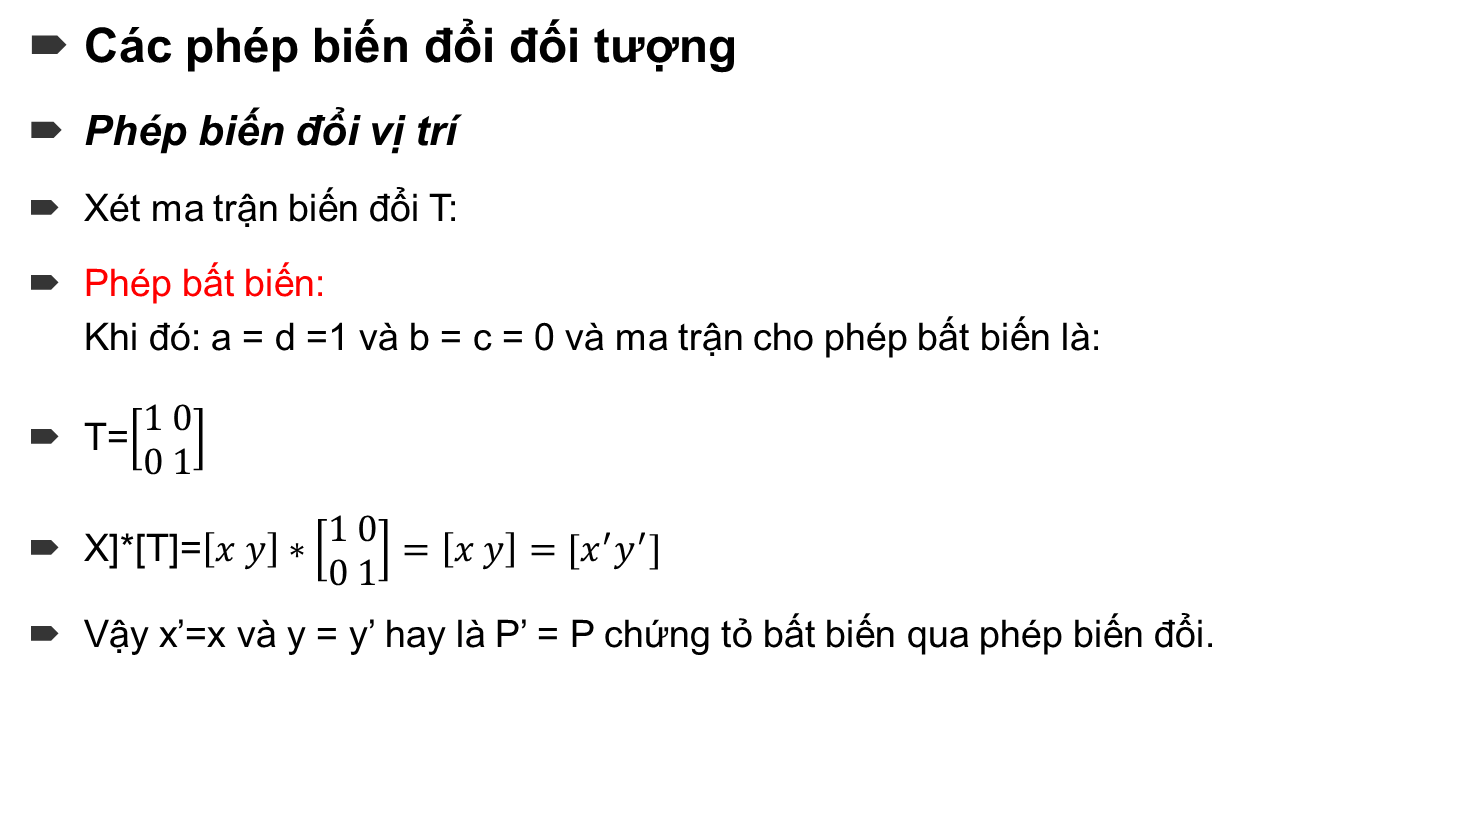 Các phép biến đổi đối tượng
Phép biến đổi vị trí
Xét ma trận biến đổi T:
Phép bất biến:
Khi đó: a = d =1 và b = c = 0 và ma trận cho phép bất biến là:
T=[1 0
0 1]
X]*[T]=[x y] * [1 0
0 1] = [x y] = [x′y′]
Vậy x’=x và y = y’ hay là P’ = P chứng tỏ bất biến qua phép biến đổi.